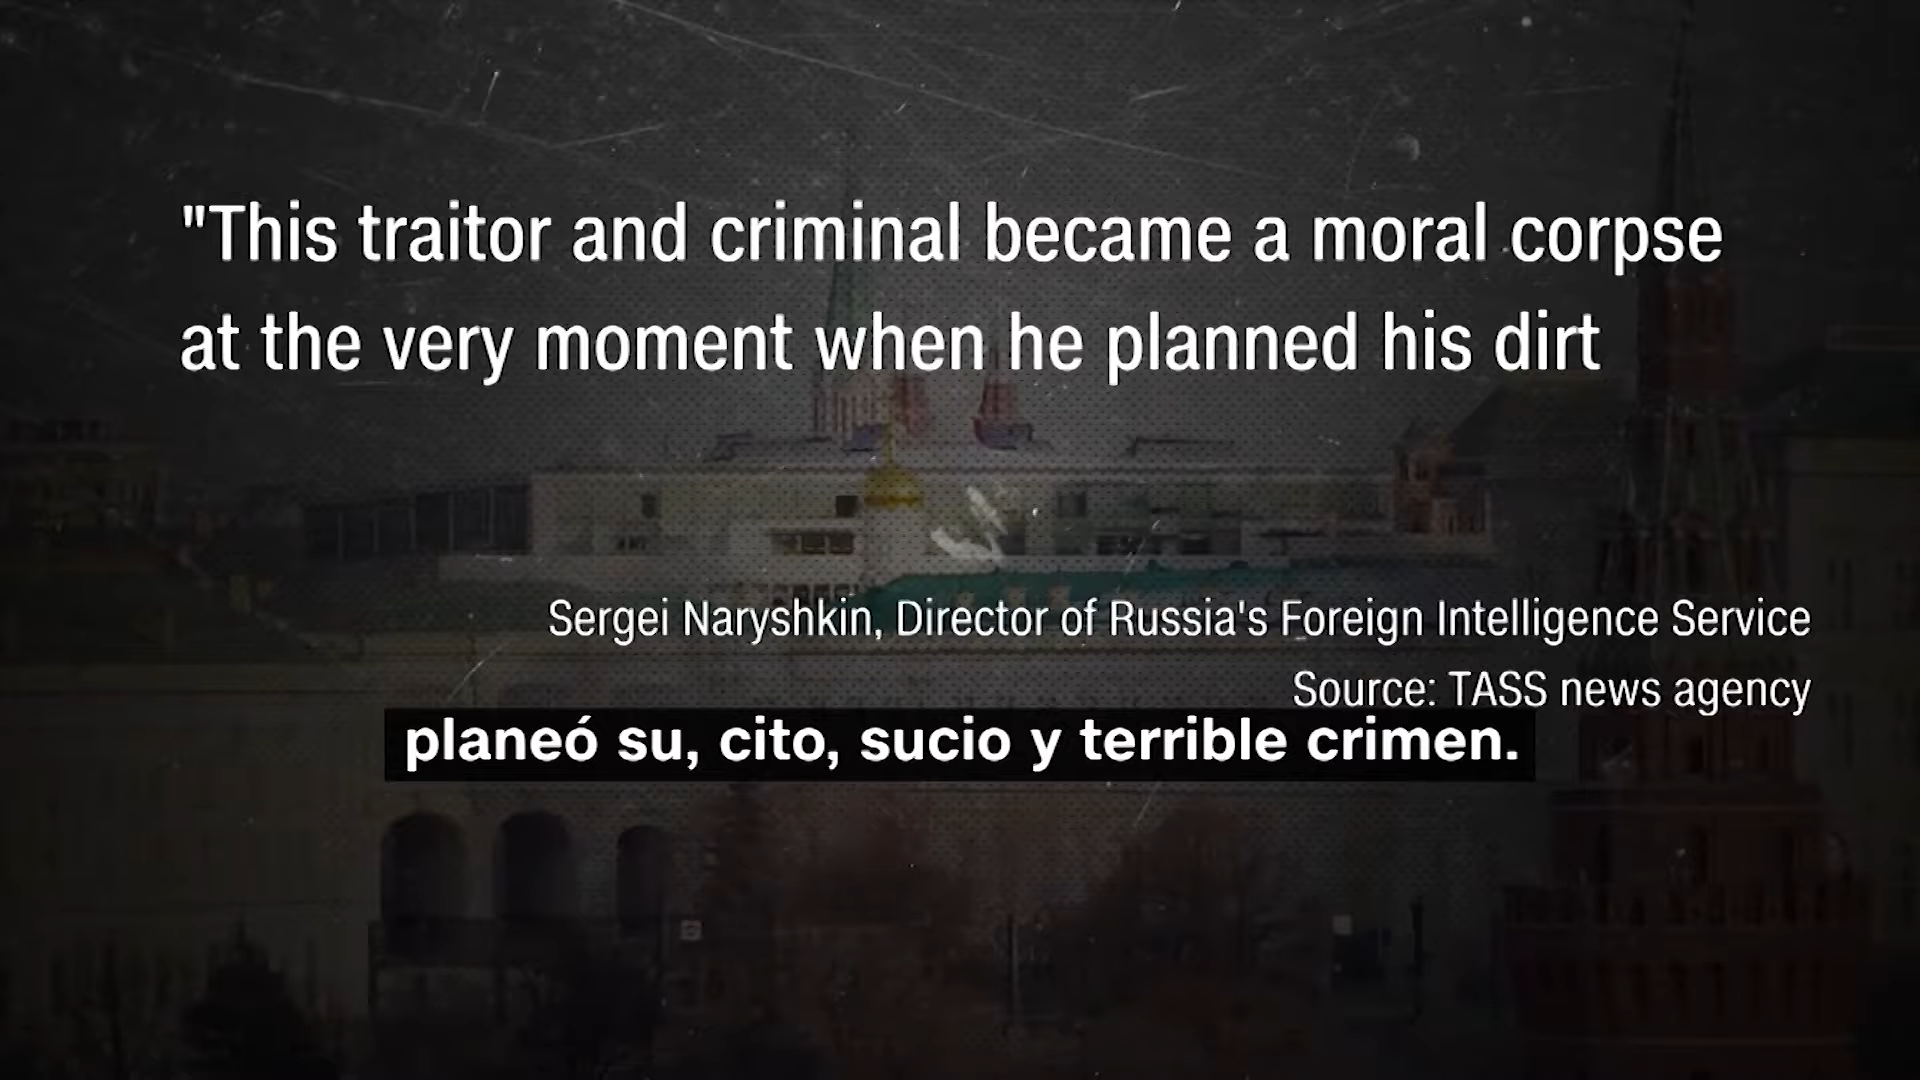 "This traitor and criminal became a moral corpse
at the very moment when he planned his dirt
Sergei Naryshkin, Director of Russia's Foreign Intelligence Service
Source: TASS news agency
planeó su, cito, sucio y terrible crimen.